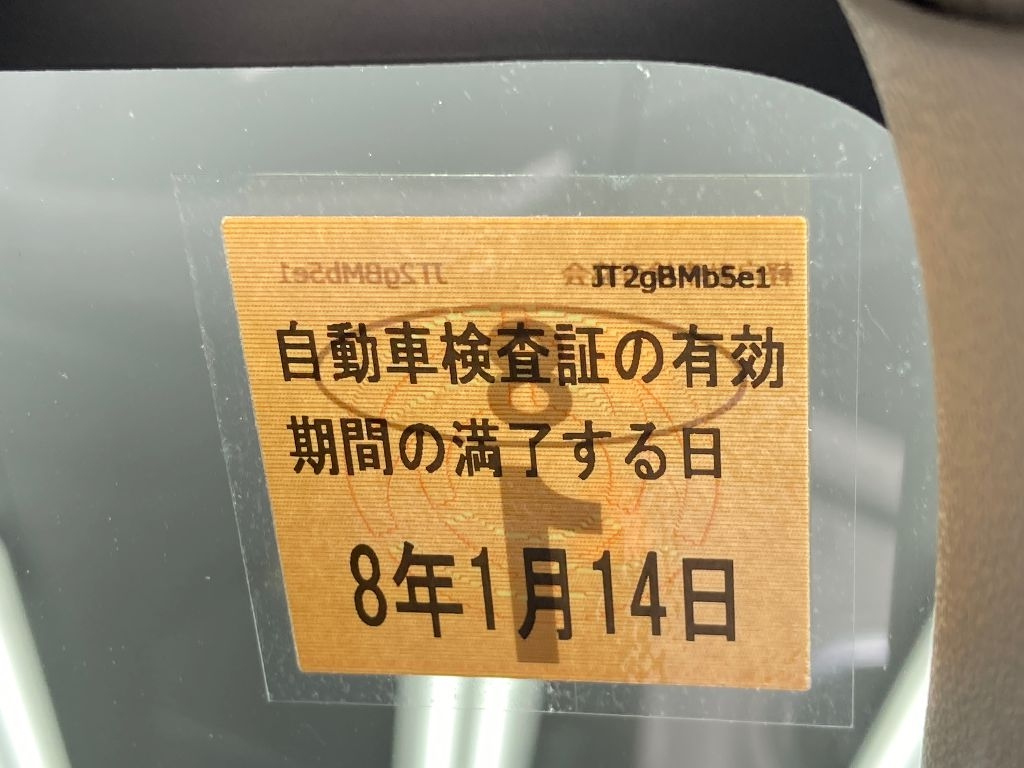 JT2gBMb5e1
自動車検査証の有効
期間の満了する日
8年1月14日